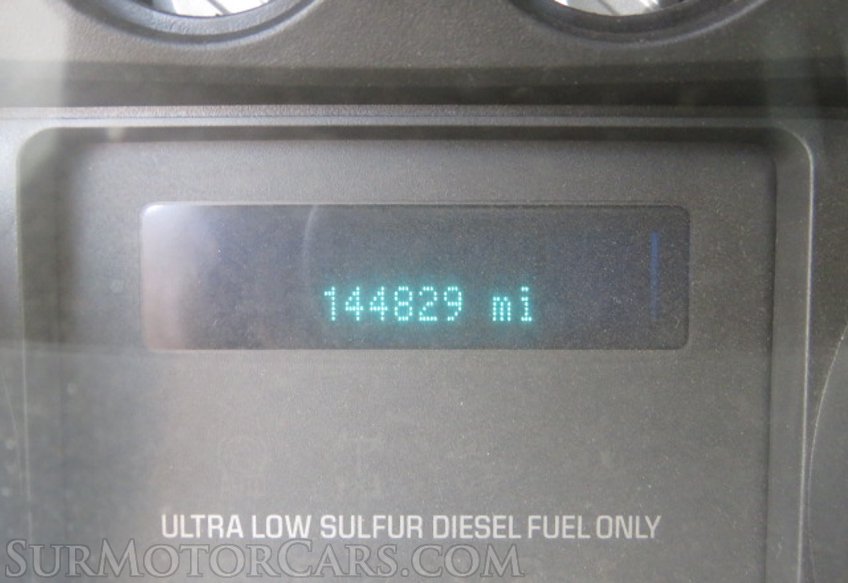 144829 mi
ULTRA LOW SULFUR DIESEL FUEL ONLY
SURMOTORCARS.COM